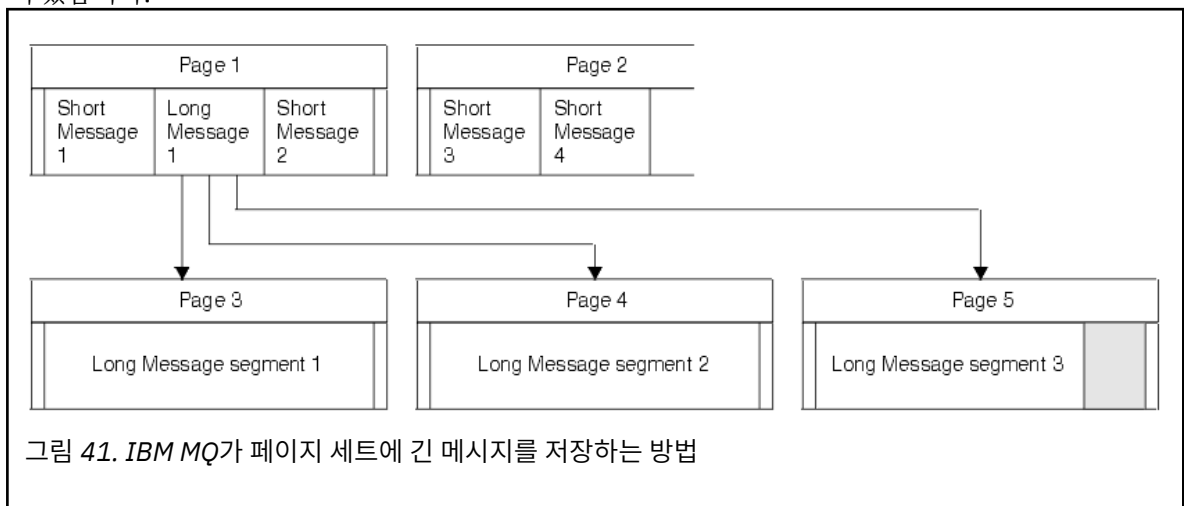 Page 1
Page 2
Short Message 1
Long Message 1
Short Message 2
Short Message 3
Short Message 4
Page 3
Page 4
Page 5
Long Message segment 1
Long Message segment 2
Long Message segment 3
그림 41. IBM MQ가 페이지 세트에 긴 메시지를 저장하는 방법